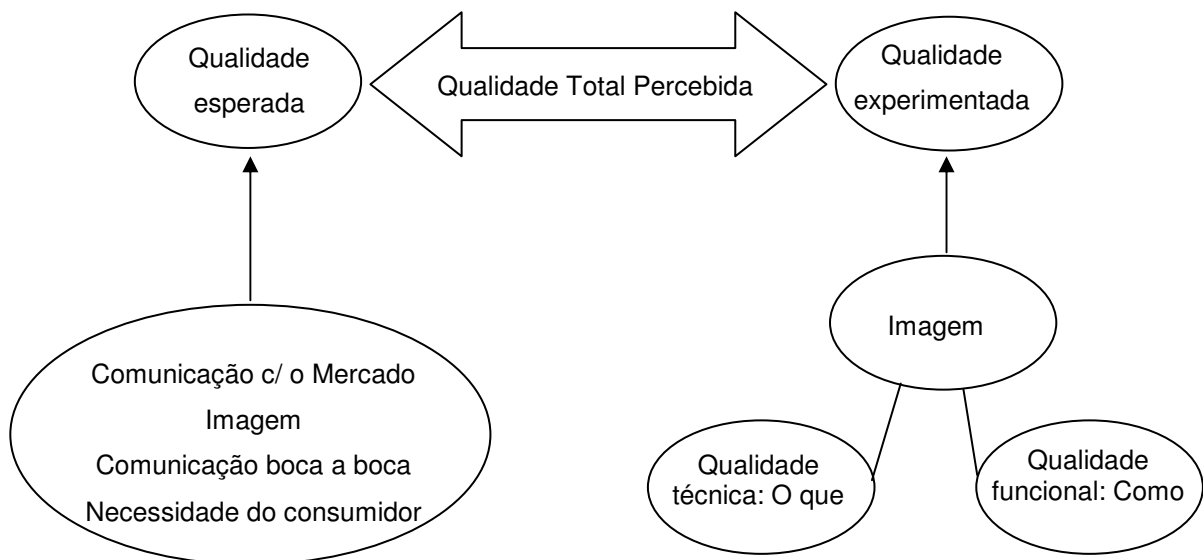 Qualidade
esperada
Qualidade Total Percebida
Qualidade
experimentada
Comunicação c/ o Mercado
Imagem
Comunicação boca a boca
Necessidade do consumidor
Imagem
Qualidade
técnica: O que
Qualidade
funcional: Como